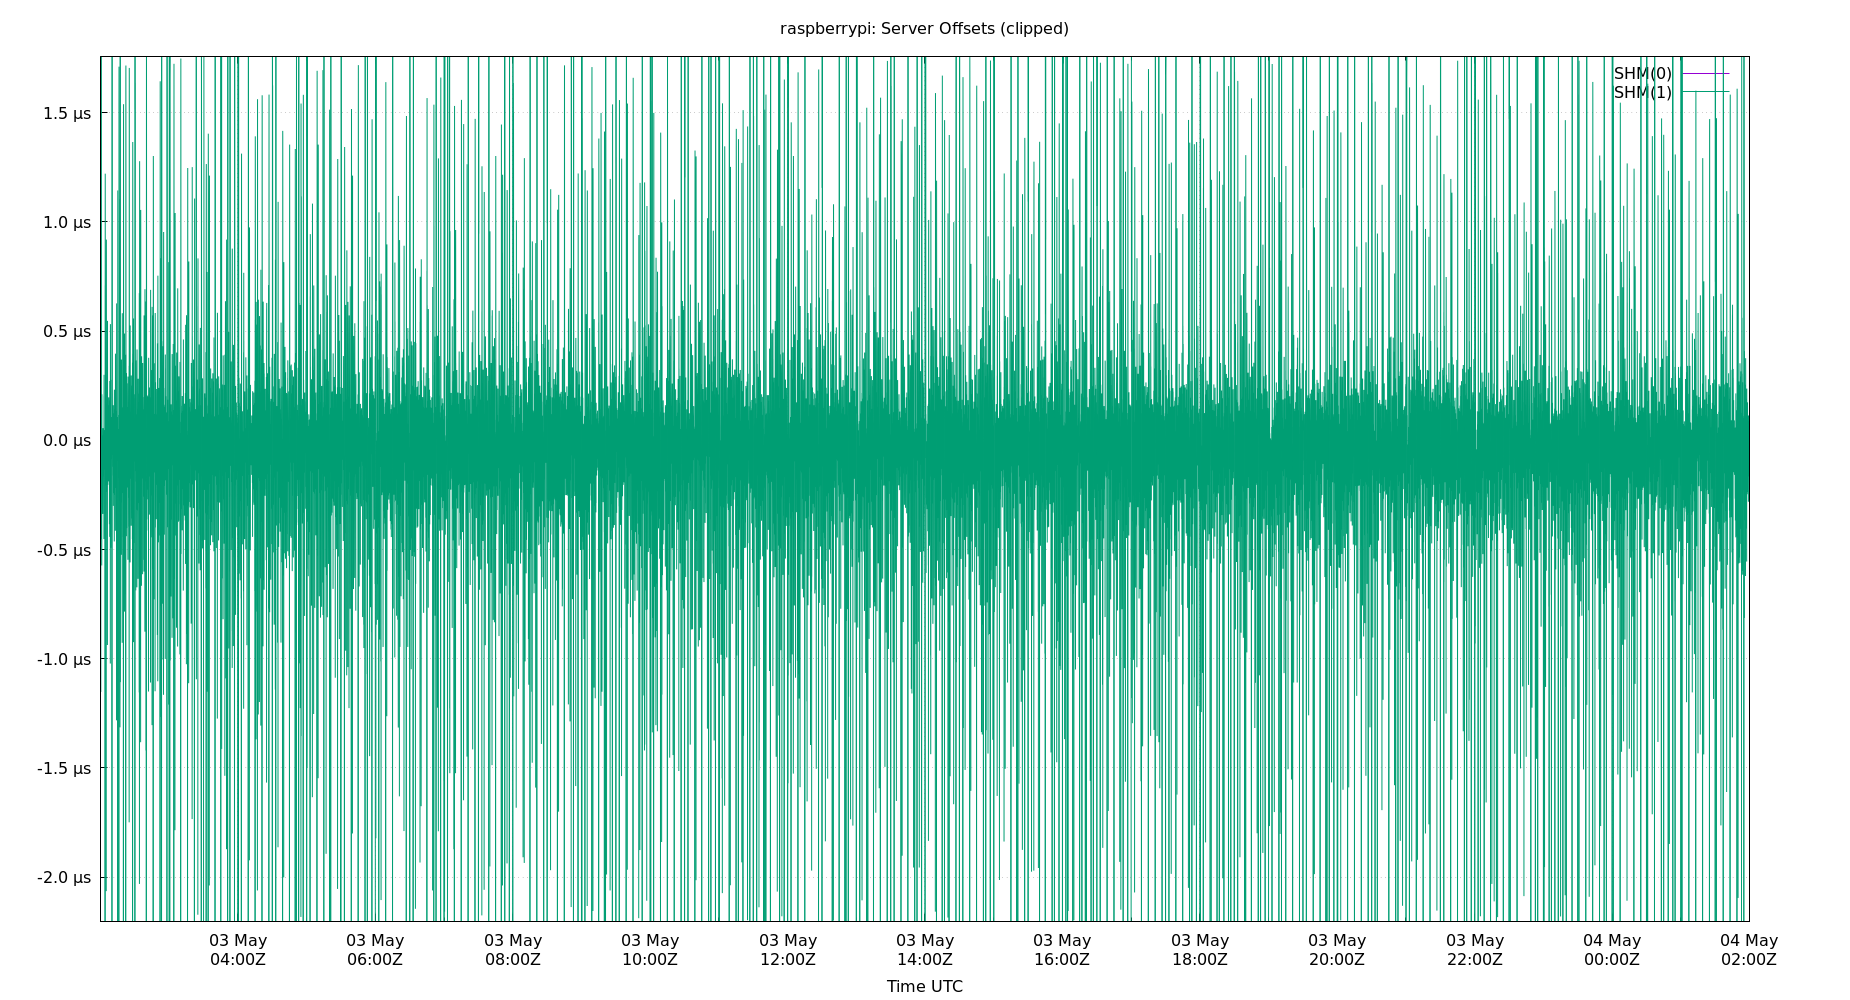 raspberrypi: Server Offsets (clipped)
SHM(0)
SHM(1)
1.5 µs
1.0 µs
0.5 µs
0.0 µs
-0.5 µs
-1.0 µs
-1.5 µs
-2.0 µs
03 May 03 May 03 May 03 May 03 May 03 May 03 May 03 May 03 May 03 May 04 May 04 May
04:00Z 06:00Z 08:00Z 10:00Z 12:00Z 14:00Z 16:00Z 18:00Z 20:00Z 22:00Z 00:00Z 02:00Z
Time UTC